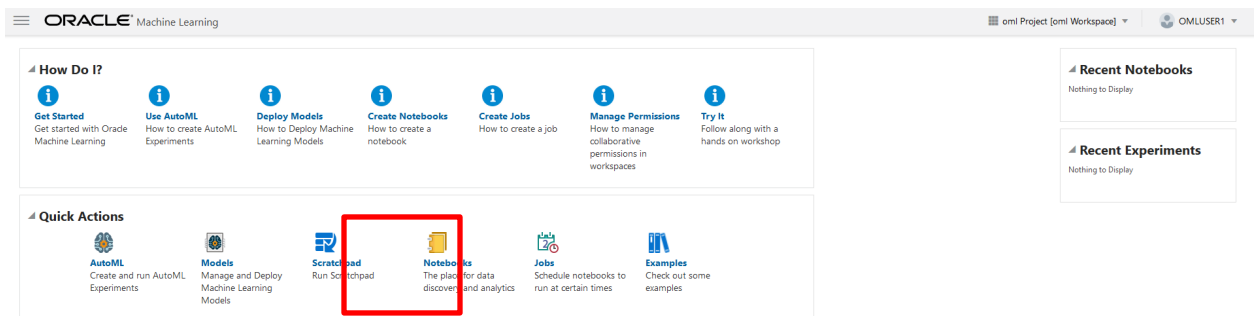 ORACLE Machine Learning
oml Project [oml Workspace]
OMLUSER1
How Do I?
Get Started
Get started with Oracle
Machine Learning
Use AutoML
How to create AutoML
Experiments
Deploy Models
How to Deploy Machine
Learning Models
Create Notebooks
How to create a
notebook
Create Jobs
How to create a job
Manage Permissions
How to manage
collaborative
permissions in
workspaces
Try It
Follow along with a
hands on workshop
Recent Notebooks
Nothing to Display
Recent Experiments
Nothing to Display
Quick Actions
AutoML
Create and run AutoML
Experiments
Models
Manage and Deploy
Machine Learning
Models
Scratchpad
Run Scratchpad
Notebooks
The place for data
discovery and analytics
Jobs
Schedule notebooks to
run at certain times
Examples
Check out some
examples